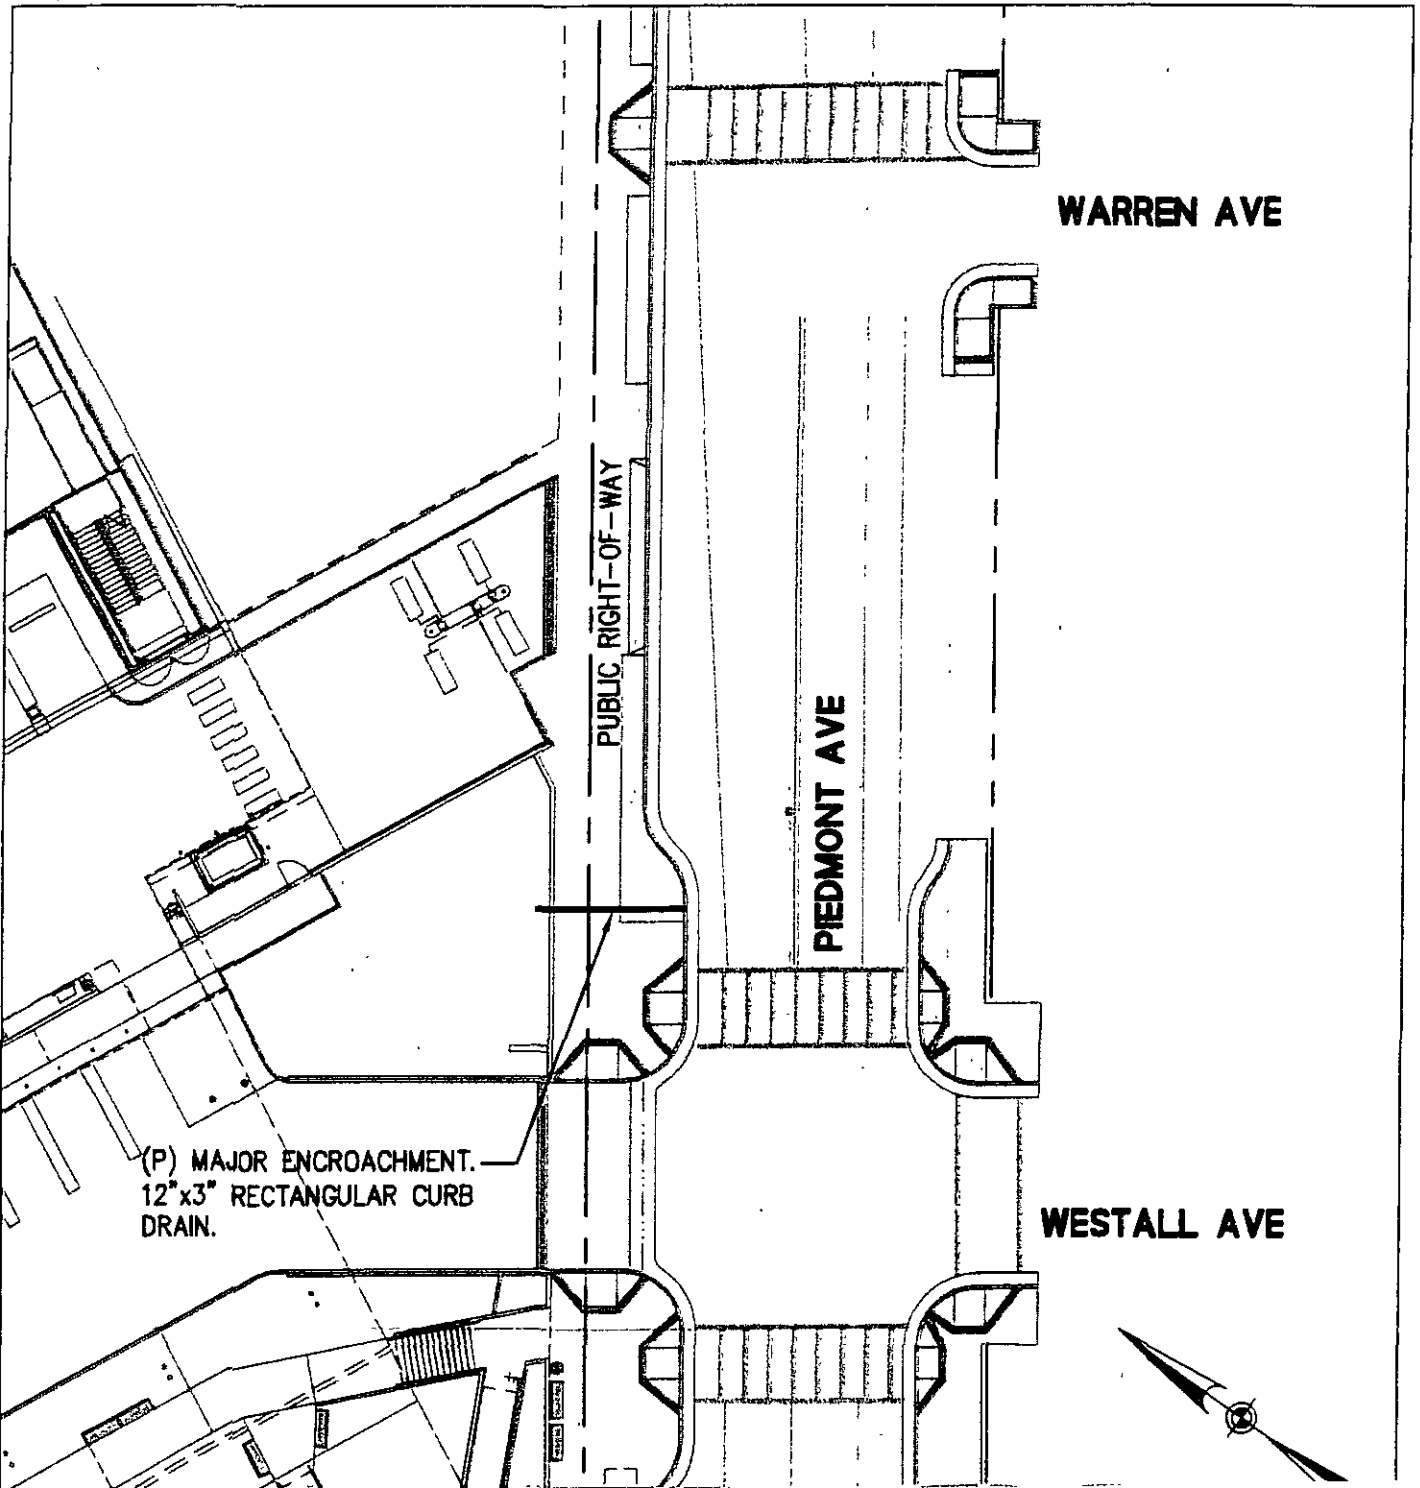 WARREN AVE
PUBLIC RIGHT-OF-WAY
PIEDMONT AVE
(P) MAJOR ENCROACHMENT.
12"x3" RECTANGULAR CURB
DRAIN.
WESTALL AVE